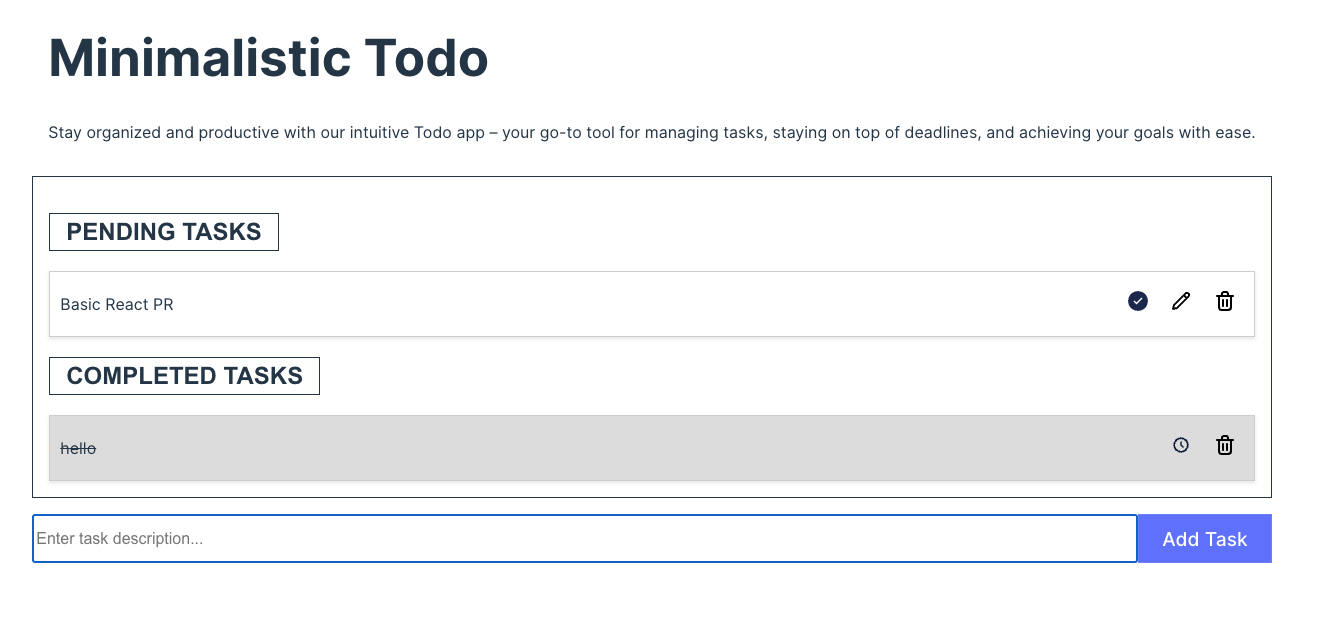 Minimalistic Todo
Stay organized and productive with our intuitive Todo app – your go-to tool for managing tasks, staying on top of deadlines, and achieving your goals with ease.
PENDING TASKS
Basic React PR
COMPLETED TASKS
hello
Enter task description...
Add Task